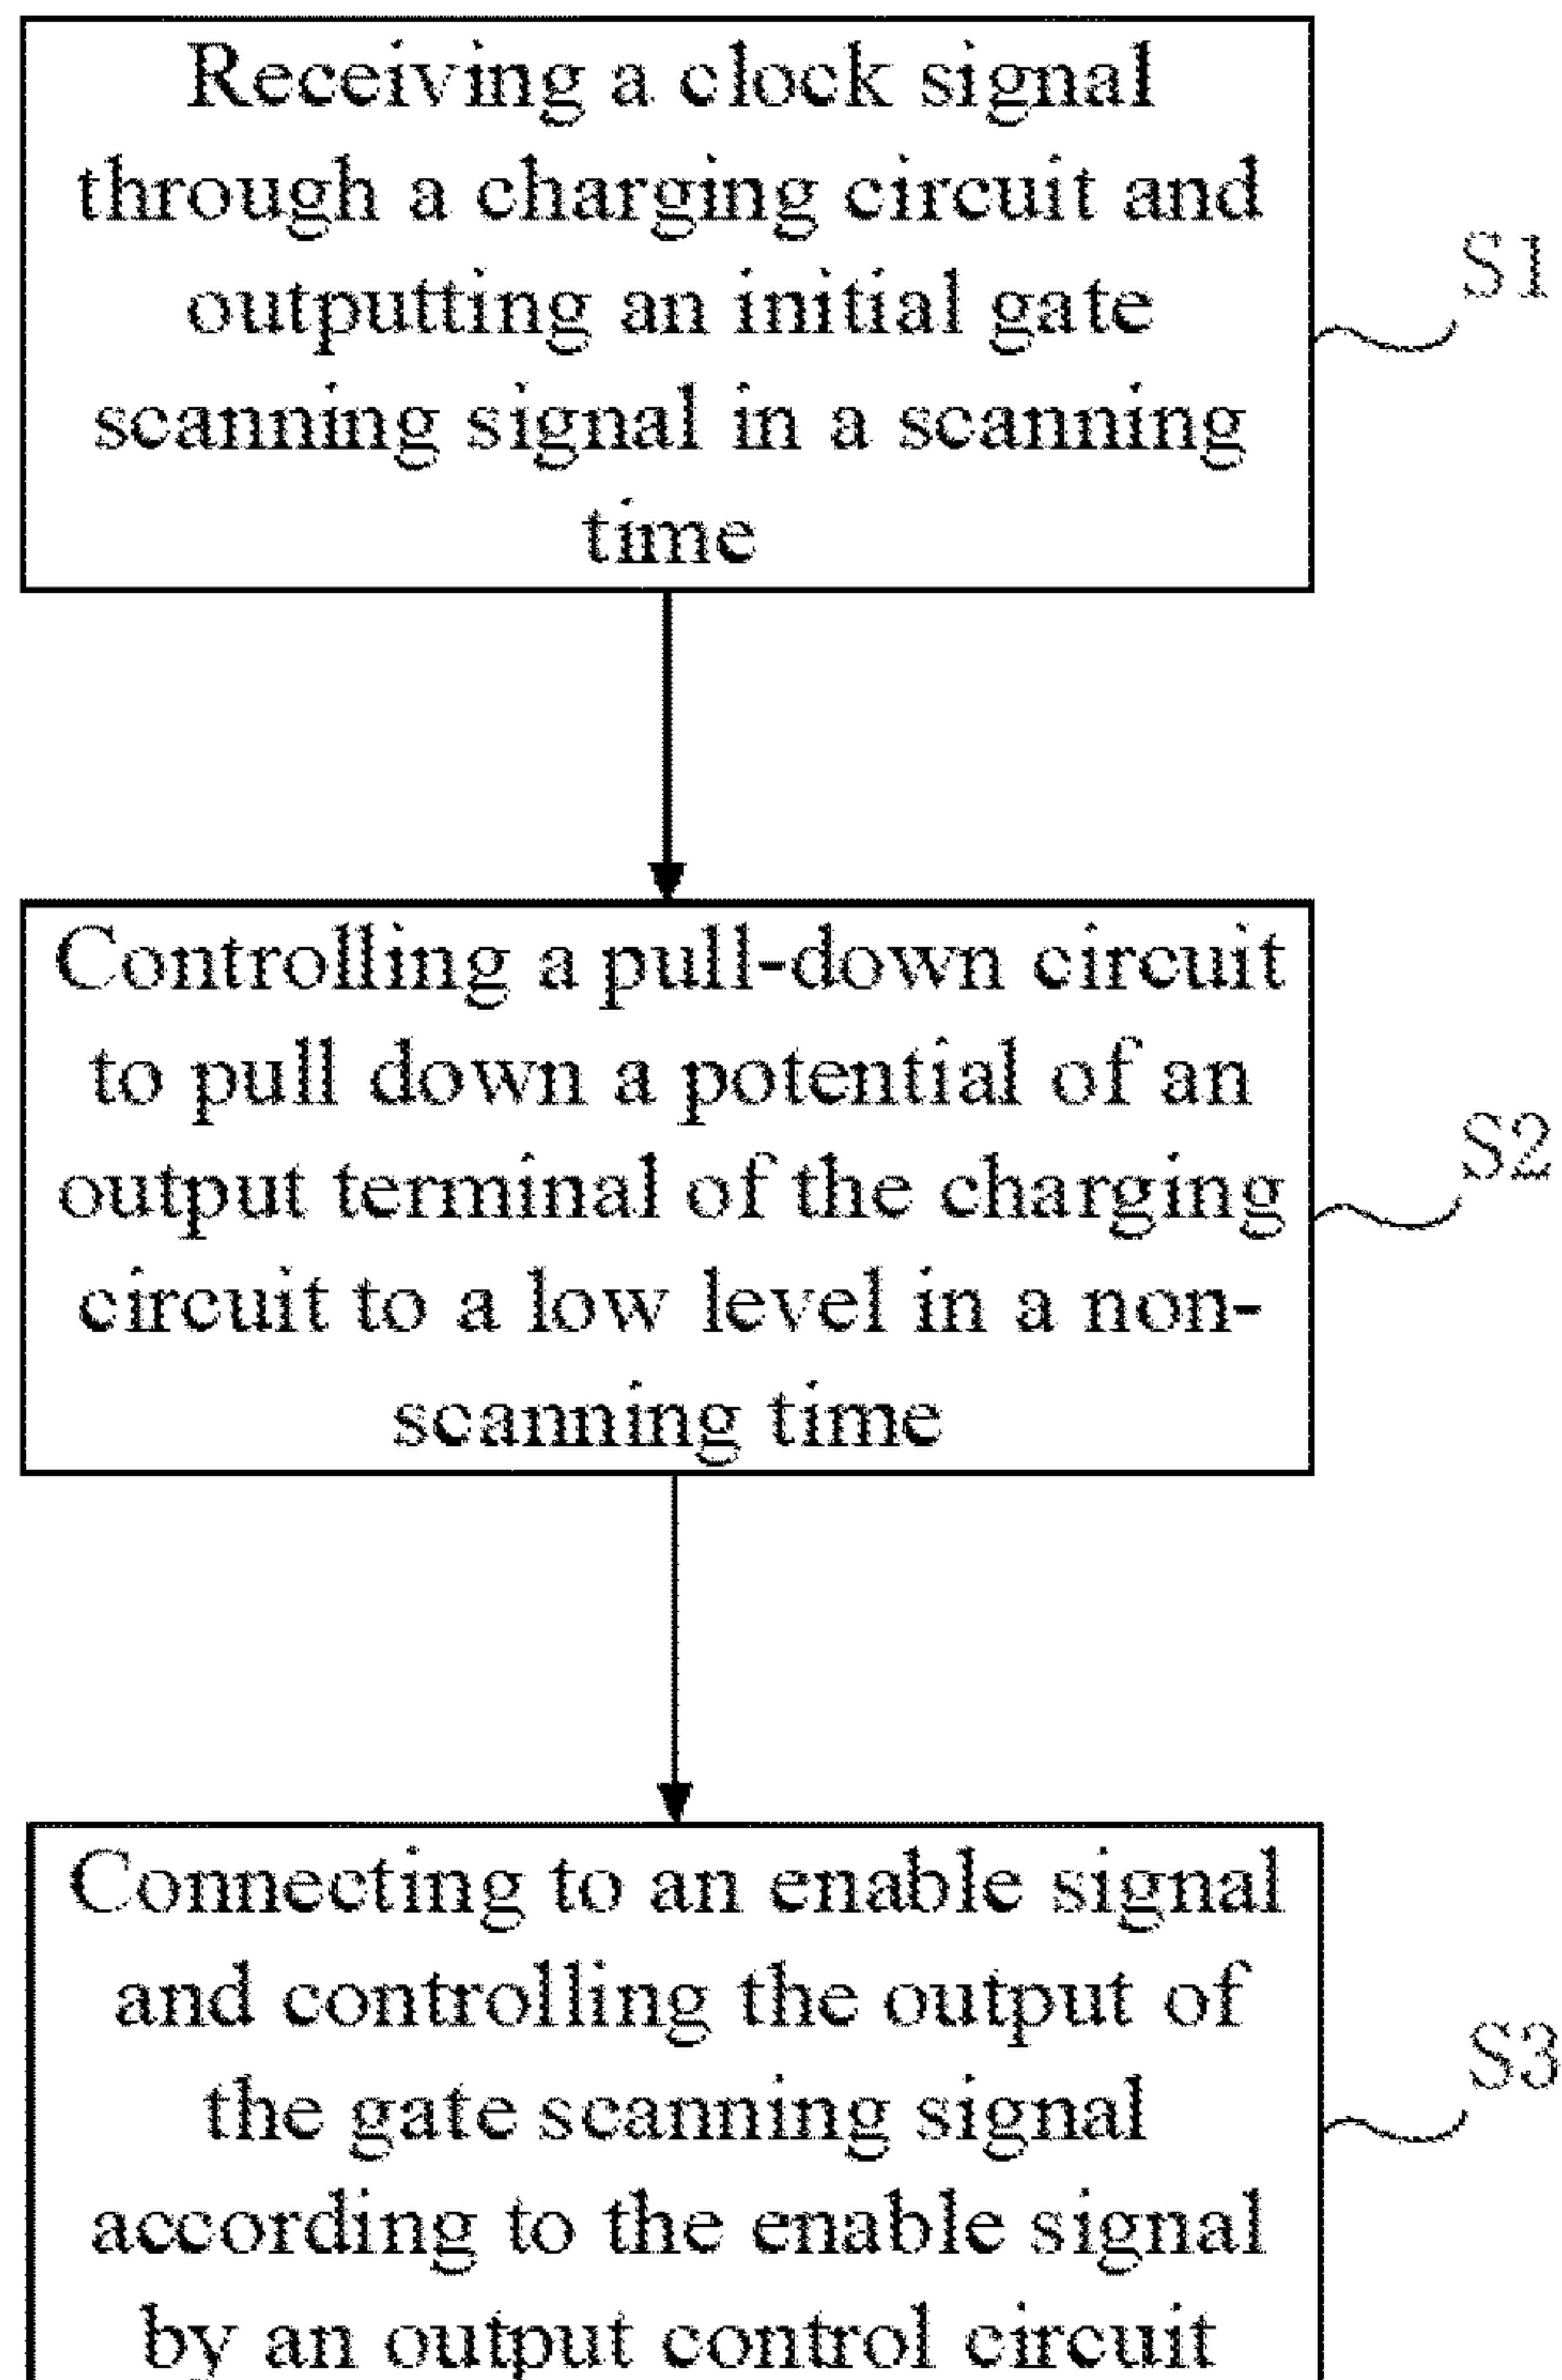 Receiving a clock signal
through a charging circuit and
outputting an initial gate
scanning signal in a scanning
time
S1
Controlling a pull-down circuit
to pull down a potential of an
output terminal of the charging
circuit to a low level in a non-
scanning time
S2
Connecting to an enable signal
and controlling the output of
the gate scanning signal
according to the enable signal
by an output control circuit
S3